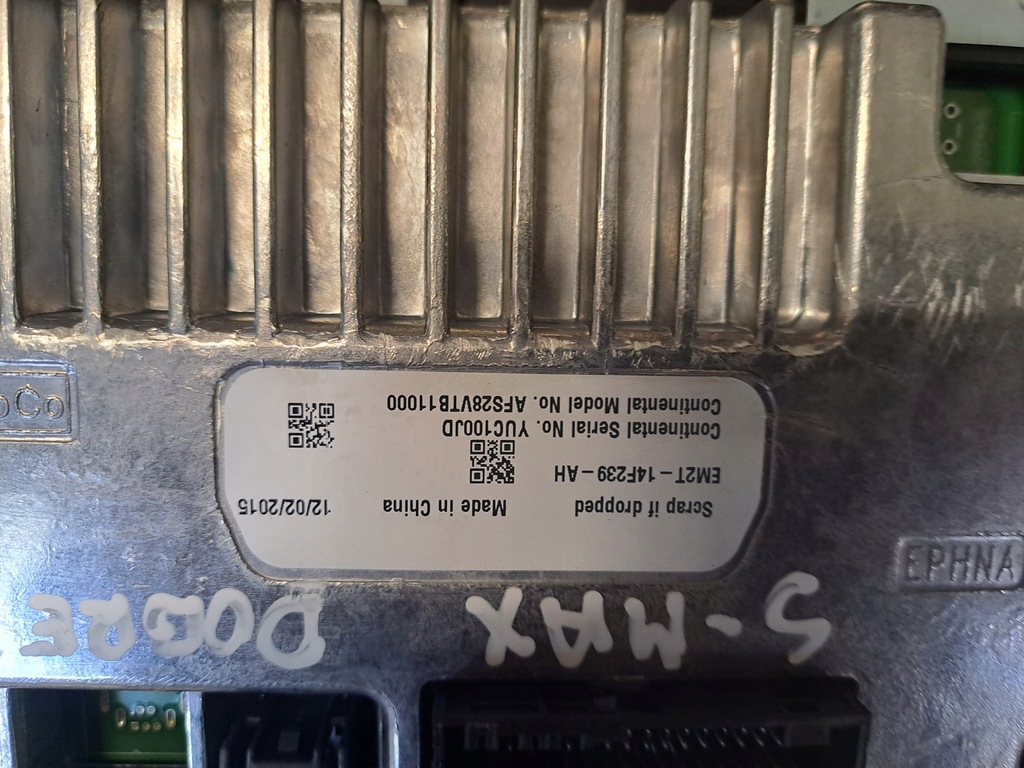 S-MAX DOBRE
Scrap if dropped Made in China 12/02/2015
EM2T-14F239-AH
Continental Serial No. YUC100JD
Continental Model No. AFS28VTB11000
EPHNA